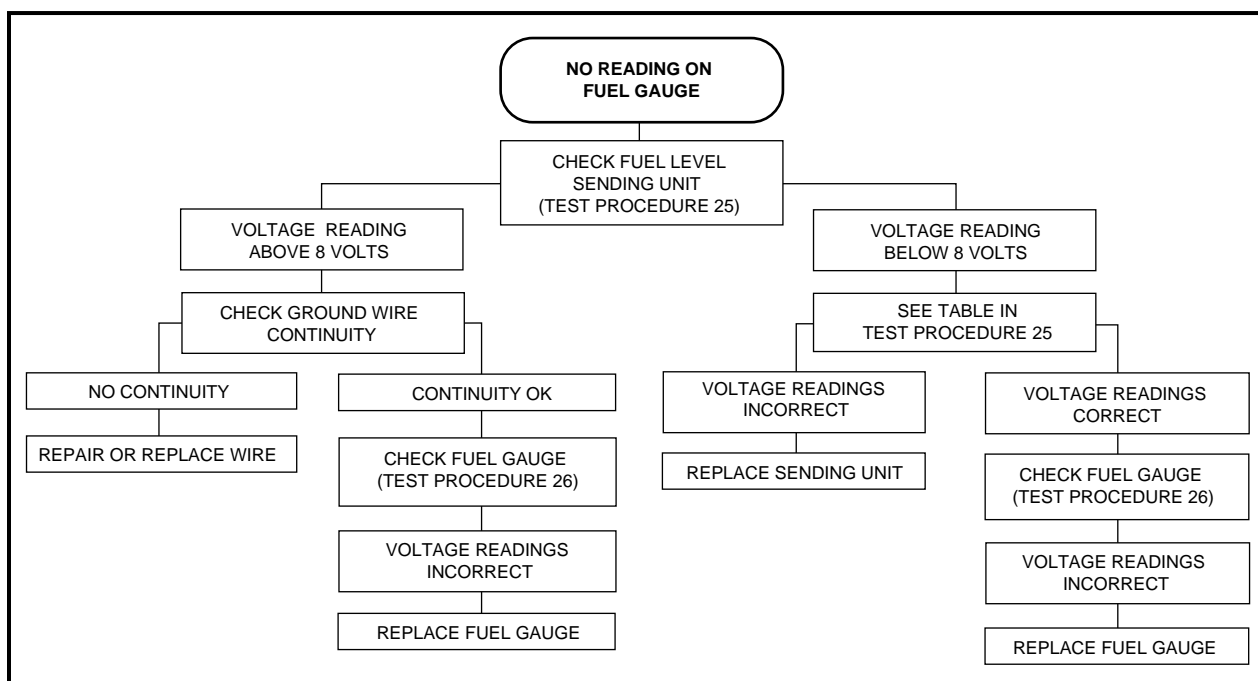 NO READING ON
FUEL GAUGE
CHECK FUEL LEVEL
SENDING UNIT
(TEST PROCEDURE 25)
VOLTAGE READING
ABOVE 8 VOLTS
CHECK GROUND WIRE
CONTINUITY
NO CONTINUITY
REPAIR OR REPLACE WIRE
CONTINUITY OK
CHECK FUEL GAUGE
(TEST PROCEDURE 26)
VOLTAGE READINGS
INCORRECT
REPLACE FUEL GAUGE
VOLTAGE READING
BELOW 8 VOLTS
SEE TABLE IN
TEST PROCEDURE 25
VOLTAGE READINGS
INCORRECT
REPLACE SENDING UNIT
VOLTAGE READINGS
CORRECT
CHECK FUEL GAUGE
(TEST PROCEDURE 26)
VOLTAGE READINGS
INCORRECT
REPLACE FUEL GAUGE